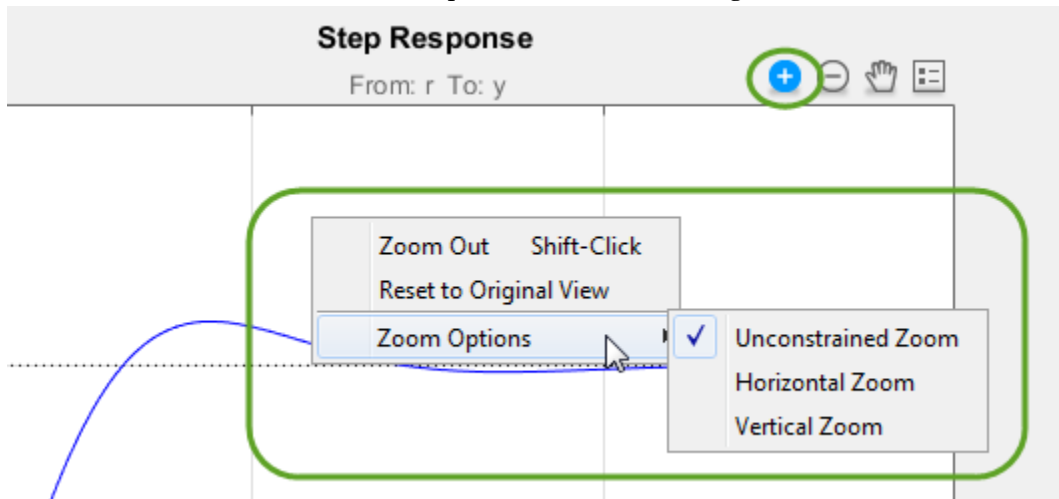 Step Response
From: r To: y
Zoom Out Shift-Click
Reset to Original View
Zoom Options
Unconstrained Zoom
Horizontal Zoom
Vertical Zoom